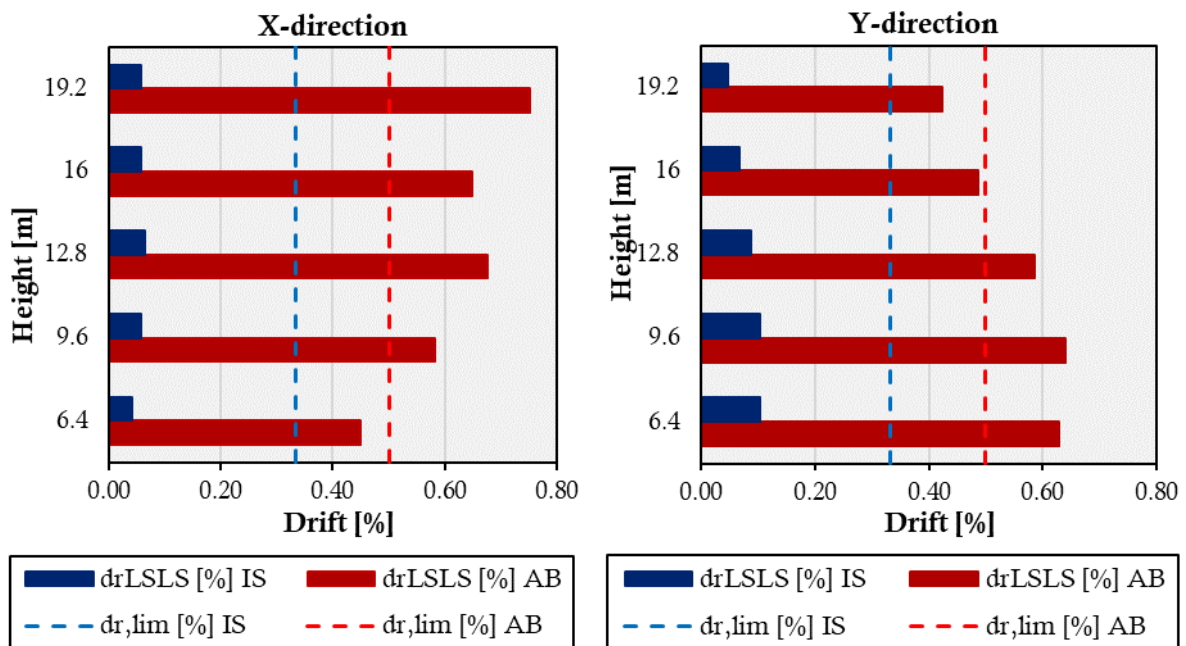 X-direction
Height [m]
19.2
16
12.8
9.6
6.4
0.00 0.20 0.40 0.60 0.80
Drift [%]
drLSLS [%] IS drLSLS [%] AB
dr,lim [%] IS dr,lim [%] AB
Y-direction
Height [m]
19.2
16
12.8
9.6
6.4
0.00 0.20 0.40 0.60 0.80
Drift [%]
drLSLS [%] IS drLSLS [%] AB
dr,lim [%] IS dr,lim [%] AB